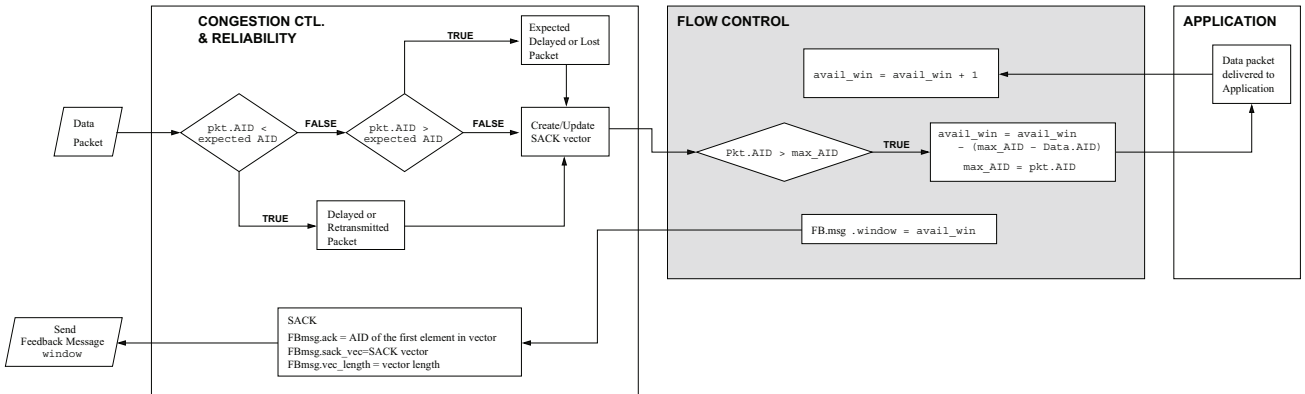 CONGESTION CTL.
& RELIABILITY
TRUE
Expected
Delayed or Lost
Packet
Data
Packet
pkt.AID <
expected AID
FALSE
pkt.AID >
expected AID
FALSE
Create/Update
SACK vector
TRUE
Delayed or
Retransmitted
Packet
FLOW CONTROL
avail_win = avail_win + 1
Pkt.AID > max_AID
TRUE
avail_win = avail_win
- (max_AID - Data.AID)
max_AID = pkt.AID
FB.msg .window = avail_win
APPLICATION
Data packet
delivered to
Application
SACK
FBmsg.ack = AID of the first element in vector
FBmsg.sack_vec=SACK vector
FBmsg.vec_length = vector length
Send
Feedback Message
window